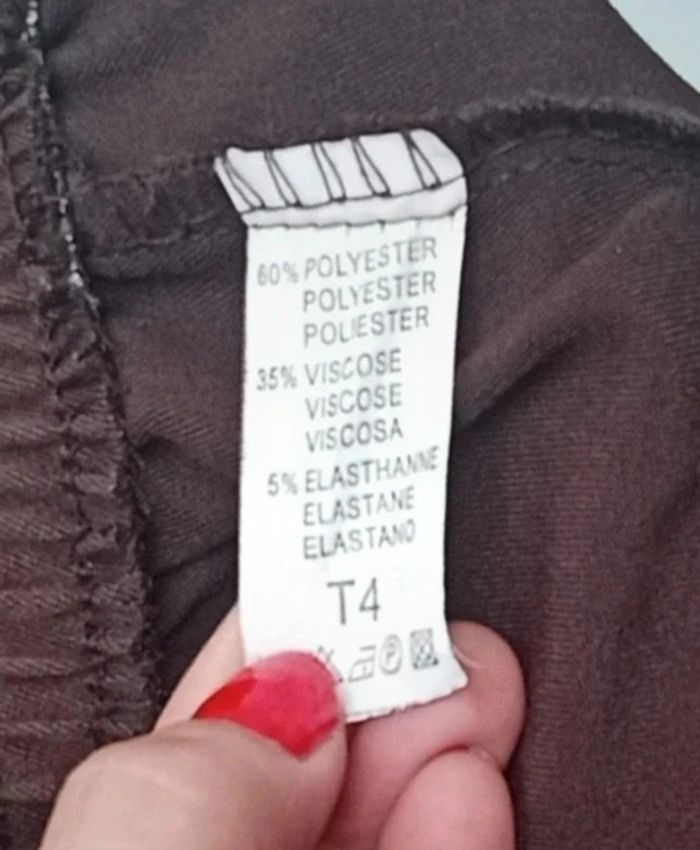 60% POLYESTER
POLYESTER
POLIESTER
35% VISCOSE
VISCOSE
VISCOSA
5% ELASTHANNE
ELASTANE
ELASTANO
T4
P